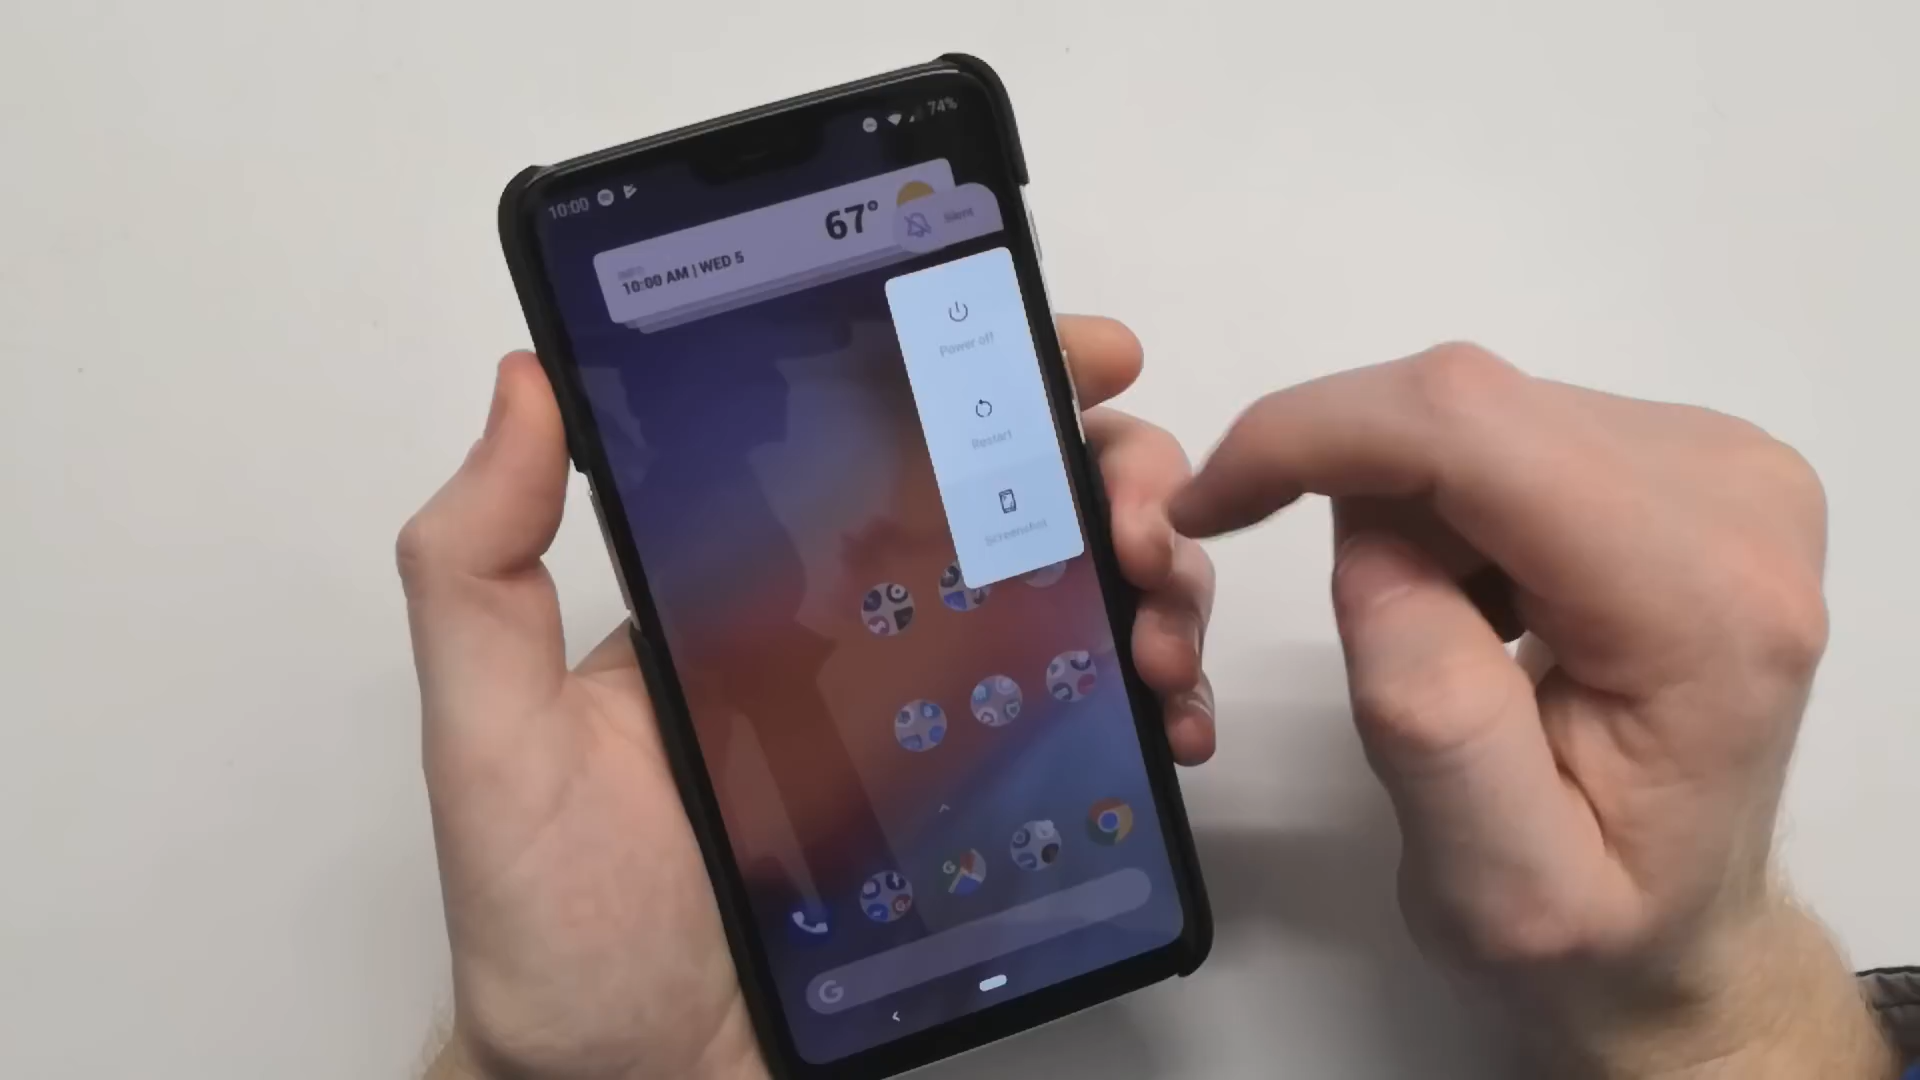 10:00
74%
67°
Silent
10:00 AM | WED 5
Power off
Restart
Screenshot
G